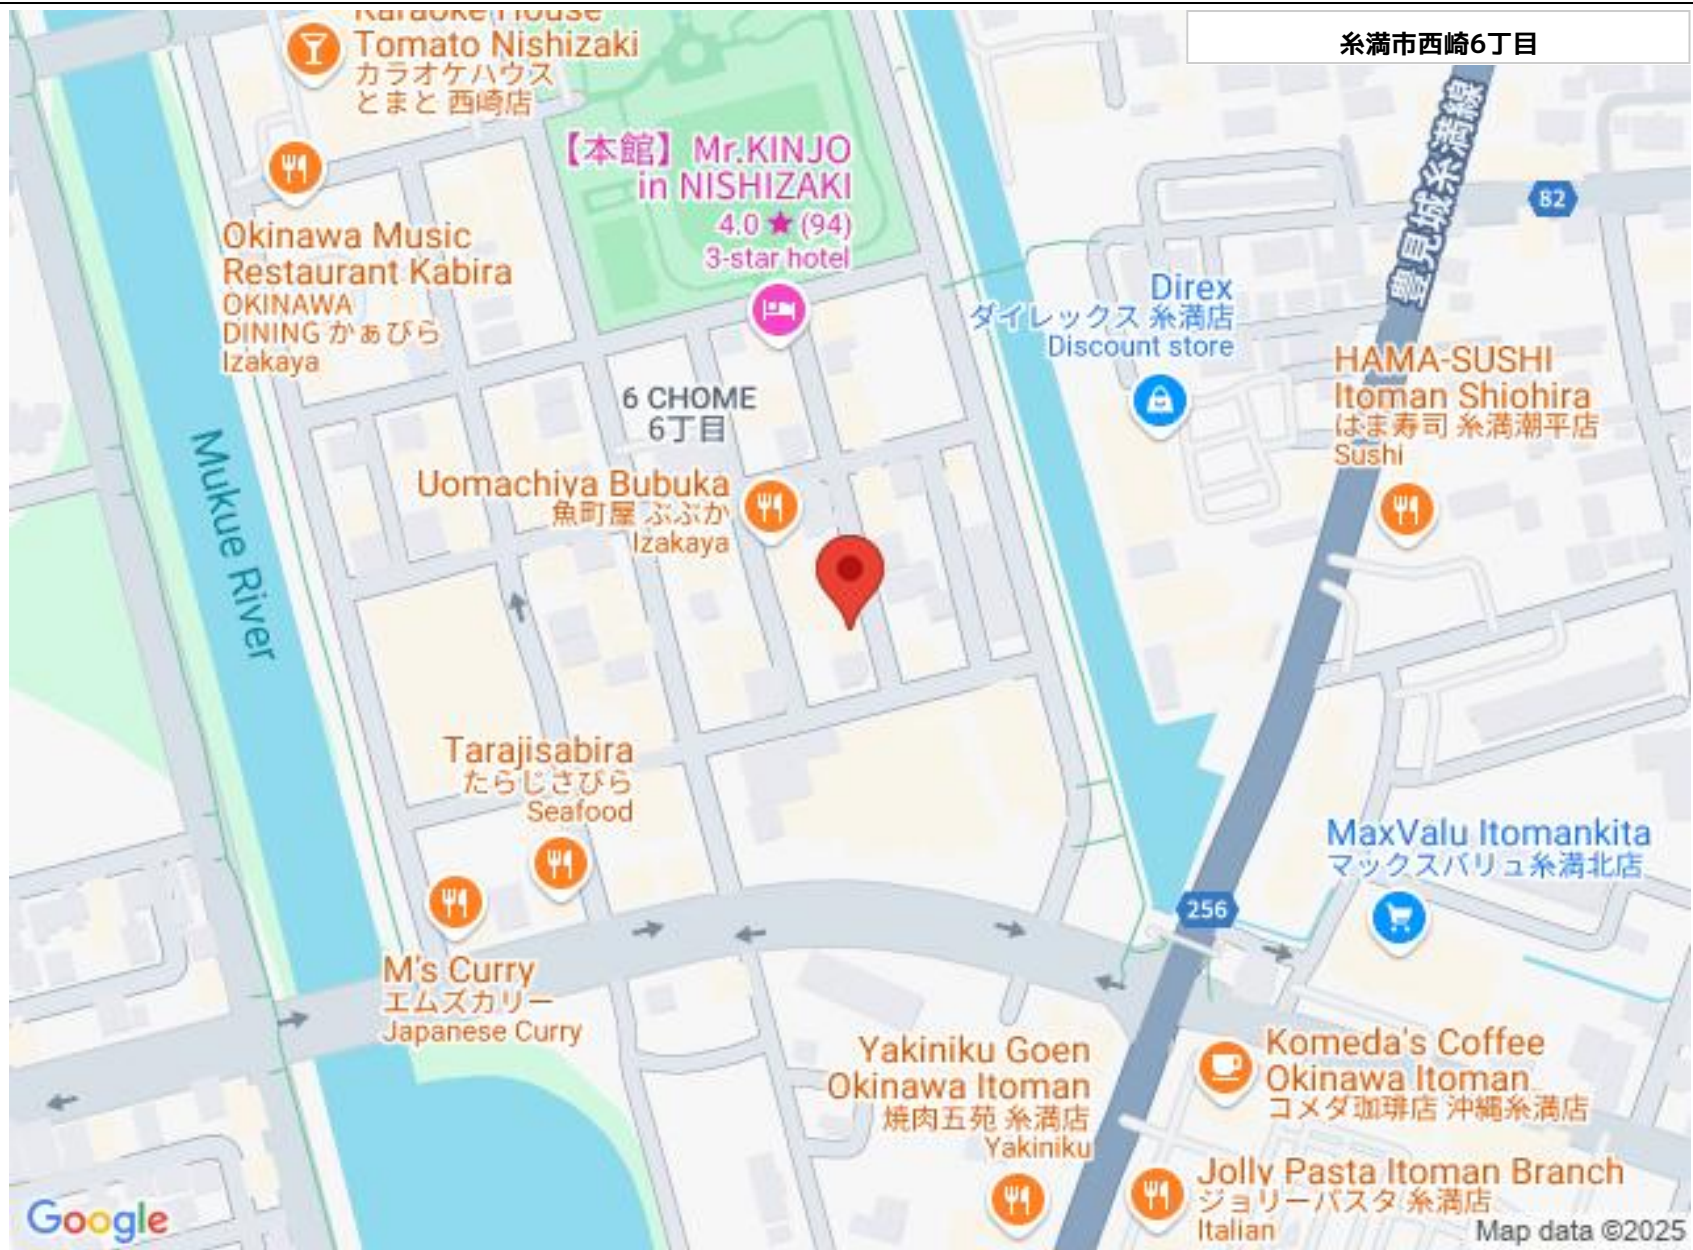 糸満市西崎6丁目
Karaoke House
Tomato Nishizaki
カラオケハウス
とまと 西崎店
【本館】 Mr.KINJO
in NISHIZAKI
4.0 ★ (94)
3-star hotel
豊見城糸満線
82
Okinawa Music
Restaurant Kabira
OKINAWA
DINING かぁびら
Izakaya
Direx
ダイレックス 糸満店
Discount store
HAMA-SUSHI
Itoman Shiohira
はま寿司 糸満潮平店
Sushi
6 CHOME
6丁目
Mukue River
Uomachiya Bubuka
魚町屋 ぶぶか
Izakaya
Tarajisabira
たらじさびら
Seafood
MaxValu Itomankita
マックスバリュ糸満北店
256
M's Curry
エムズカリー
Japanese Curry
Yakiniku Goen
Okinawa Itoman
焼肉五苑 糸満店
Yakiniku
Komeda's Coffee
Okinawa Itoman
コメダ珈琲店 沖縄糸満店
Jolly Pasta Itoman Branch
ジョリーパスタ 糸満店
Italian
Google
Map data ©2025